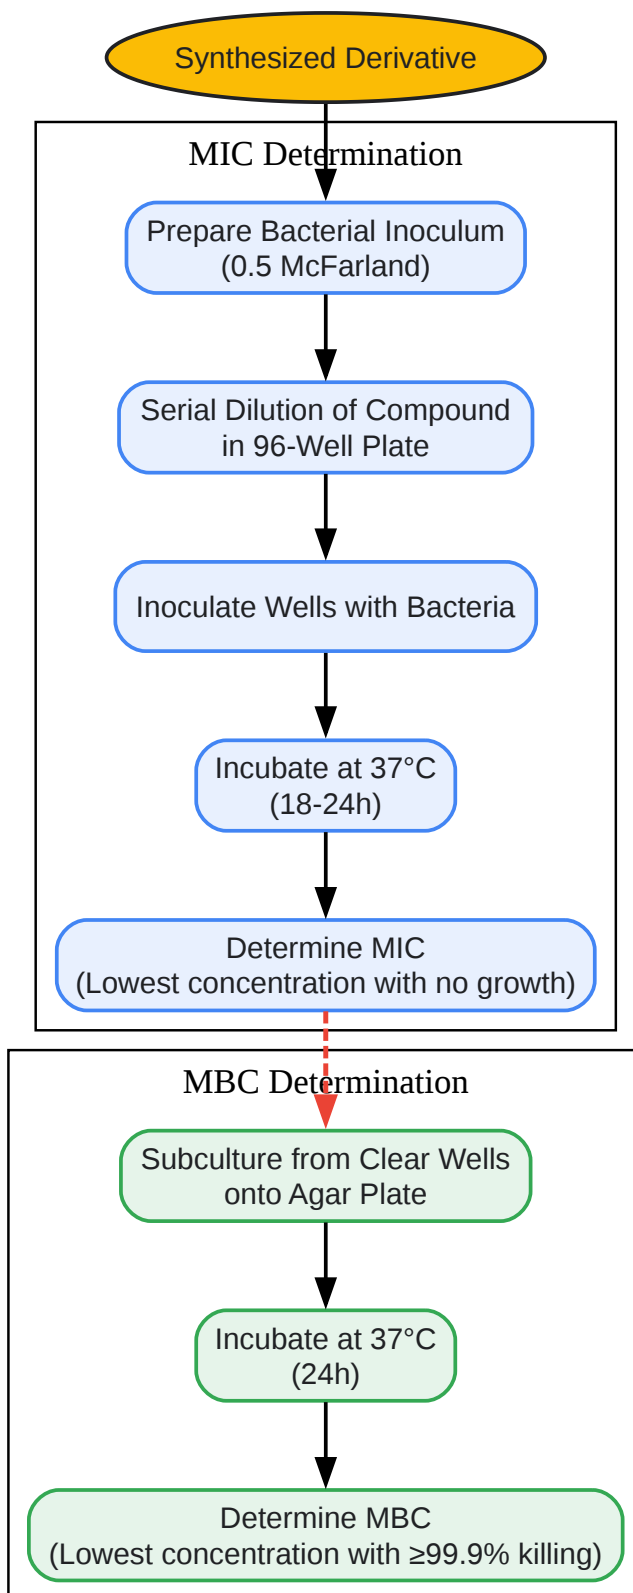 Synthesized Derivative
MIC Determination
Prepare Bacterial Inoculum
(0.5 McFarland)
Serial Dilution of Compound
in 96-Well Plate
Inoculate Wells with Bacteria
Incubate at 37°C
(18-24h)
Determine MIC
(Lowest concentration with no growth)
MBC Determination
Subculture from Clear Wells
onto Agar Plate
Incubate at 37°C
(24h)
Determine MBC
(Lowest concentration with ≥99.9% killing)